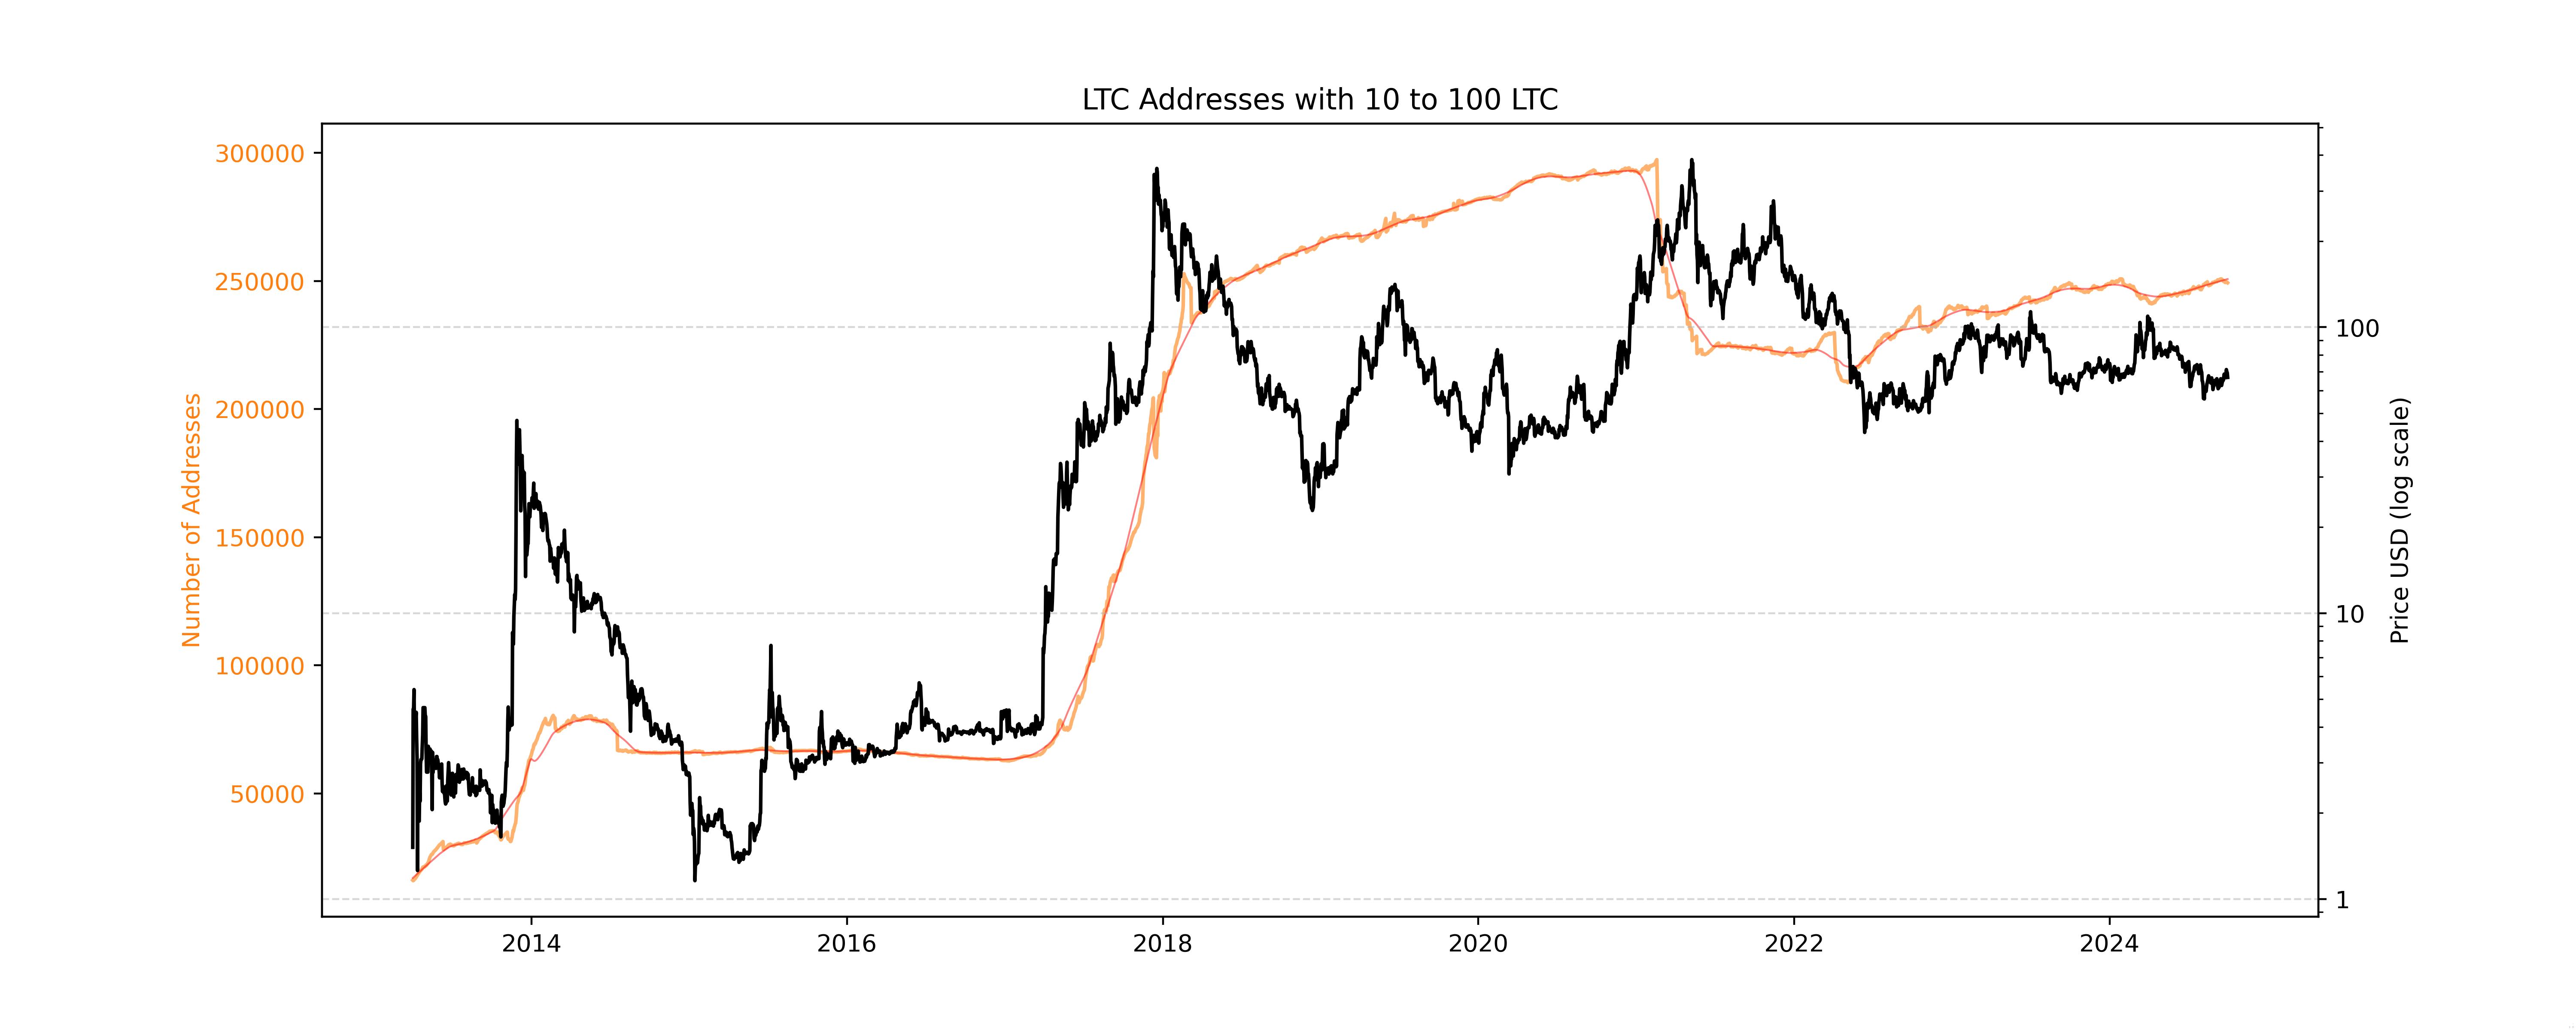 LTC Addresses with 10 to 100 LTC
Number of Addresses
300000
250000
200000
150000
100000
50000
100
10
1
Price USD (log scale)
2014 2016 2018 2020 2022 2024